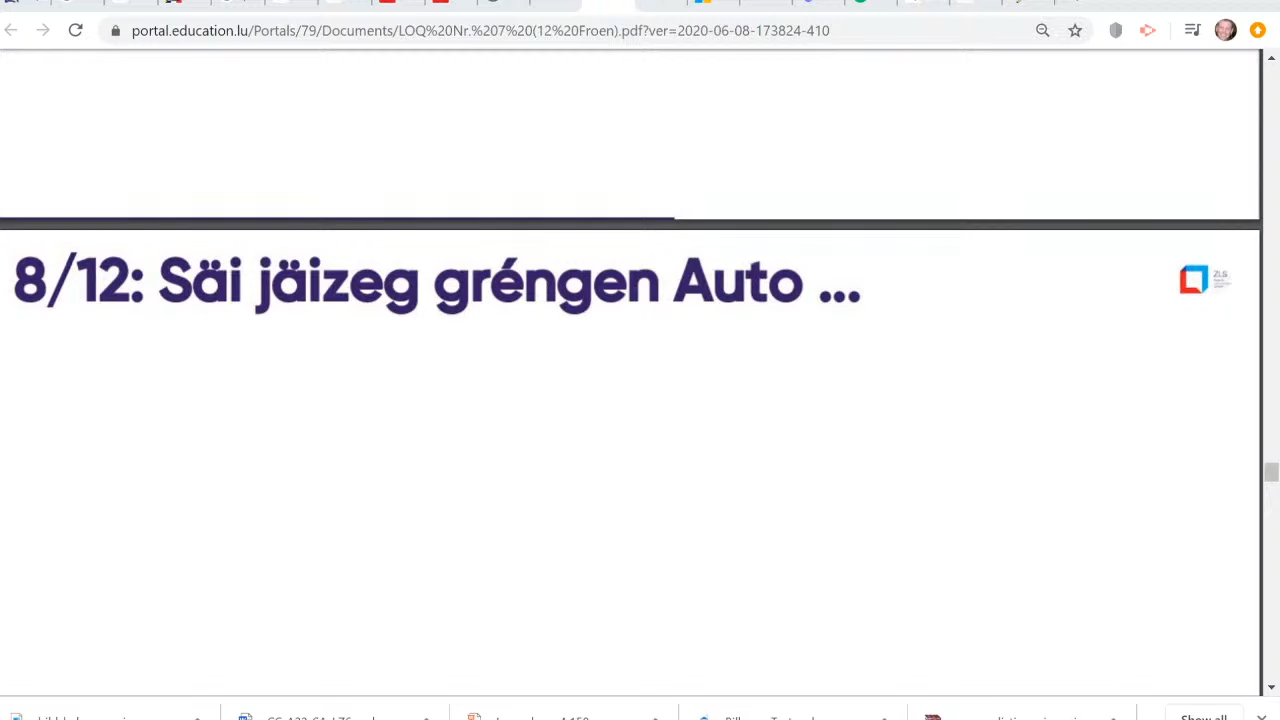 portal.education.lu/Portals/79/Documents/LOQ%20Nr.%207%20(12%20Froen).pdf?ver=2020-06-08-173824-410
8/12: Säi jäizeg gréngen Auto ...
ZLS
Show all